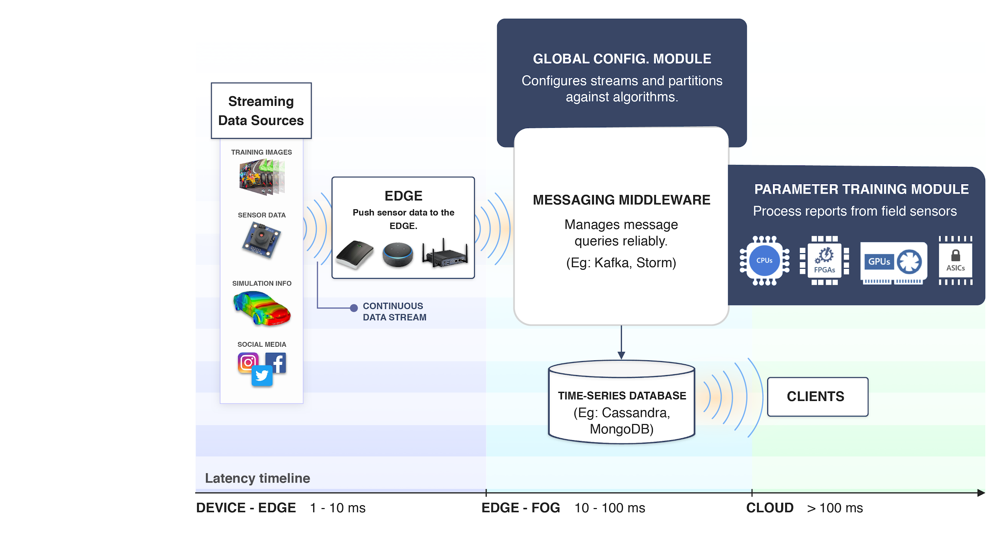 GLOBAL CONFIG. MODULE
Configures streams and partitions
against algorithms.
Streaming
Data Sources
TRAINING IMAGES
SENSOR DATA
SIMULATION INFO
SOCIAL MEDIA
EDGE
Push sensor data to the
EDGE.
CONTINUOUS
DATA STREAM
MESSAGING MIDDLEWARE
Manages message
queries reliably.
(Eg: Kafka, Storm)
PARAMETER TRAINING MODULE
Process reports from field sensors
CPUs
FPGAs
GPUs
ASICs
TIME-SERIES DATABASE
(Eg: Cassandra,
MongoDB)
CLIENTS
Latency timeline
DEVICE - EDGE 1 - 10 ms
EDGE - FOG 10 - 100 ms
CLOUD > 100 ms